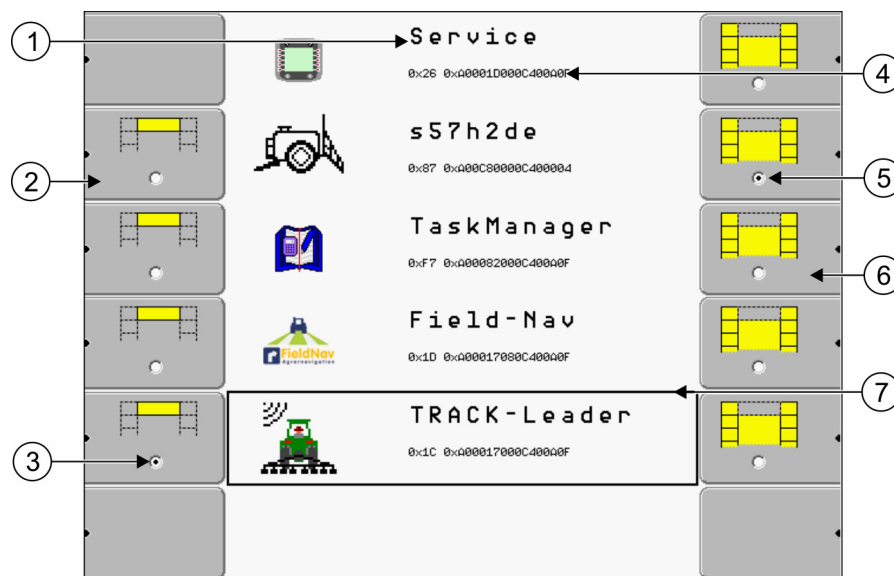 1
Service
4
0x26 0xA0001D000C400A0F
s57h2de
2
0x87 0xA00C80000C400004
5
TaskManager
0xF7 0xA00082000C400A0F
6
Field-Nav
FieldNav
Agrarnavigation
0x1D 0xA00017080C400A0F
7
TRACK-Leader
3
0x1C 0xA00017000C400A0F